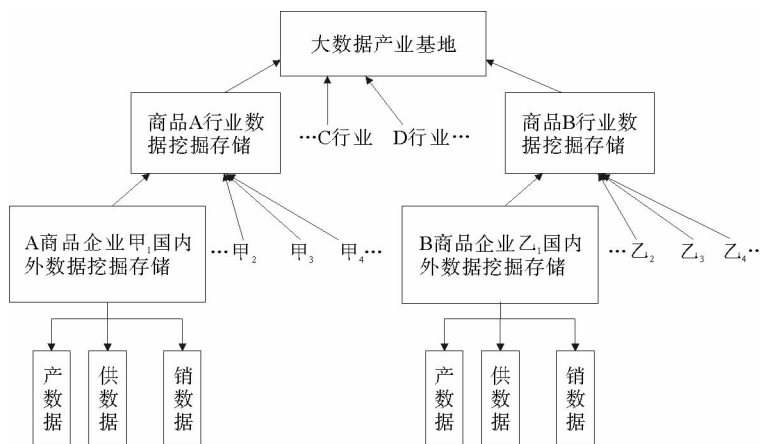 大数据产业基地
商品A行业数
据挖掘存储
…C行业
D行业…
商品B行业数
据挖掘存储
A商品企业甲₁国内
外数据挖掘存储
…甲₂
甲₃
甲₄…
B商品企业乙₁国内
外数据挖掘存储
…乙₂
乙₃
乙₄…
产数据
供数据
销数据
产数据
供数据
销数据